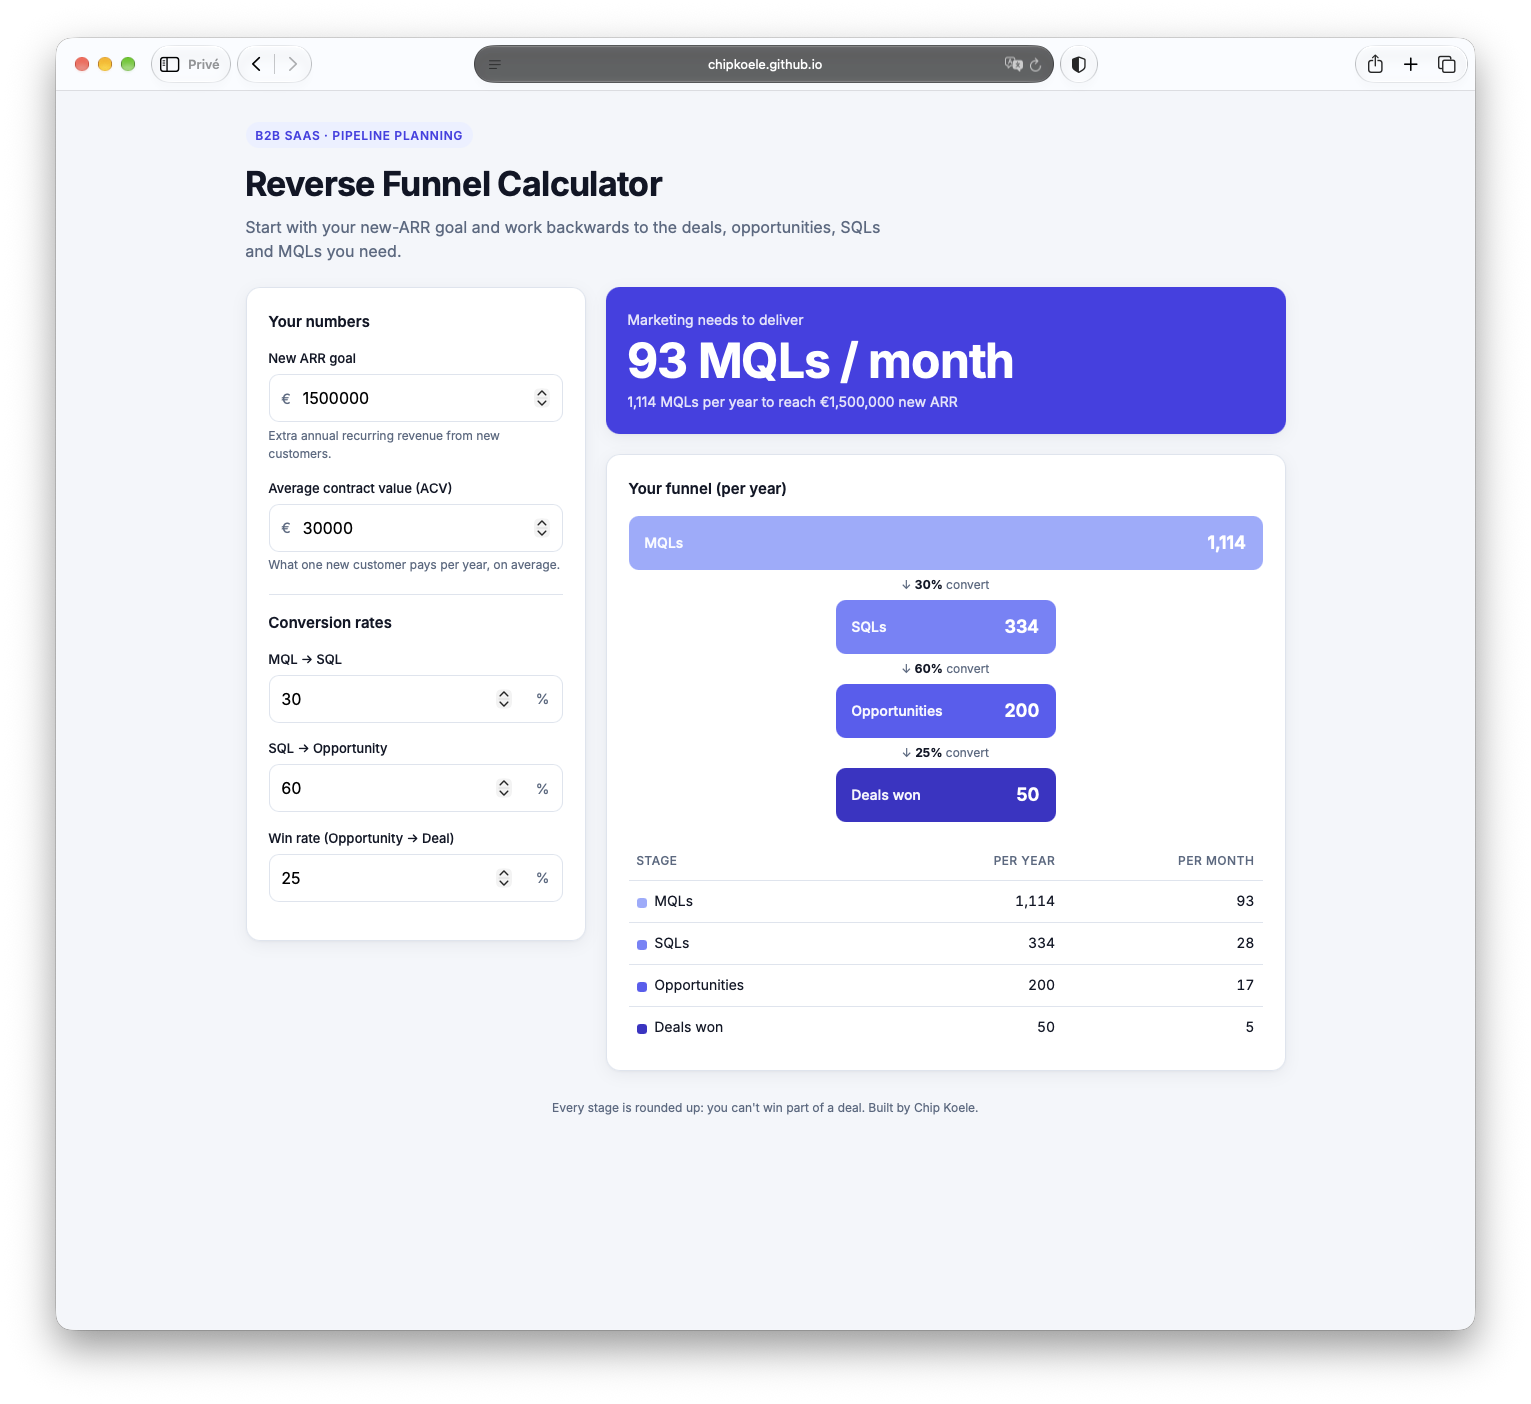 Privé
chipkoele.github.io
B2B SAAS · PIPELINE PLANNING
Reverse Funnel Calculator
Start with your new-ARR goal and work backwards to the deals, opportunities, SQLs
and MQLs you need.
Your numbers
New ARR goal
€ 1500000
Extra annual recurring revenue from new
customers.
Average contract value (ACV)
€ 30000
What one new customer pays per year, on average.
Conversion rates
MQL → SQL
30 %
SQL → Opportunity
60 %
Win rate (Opportunity → Deal)
25 %
Marketing needs to deliver
93 MQLs / month
1,114 MQLs per year to reach €1,500,000 new ARR
Your funnel (per year)
MQLs 1,114
↓ 30% convert
SQLs 334
↓ 60% convert
Opportunities 200
↓ 25% convert
Deals won 50
STAGE PER YEAR PER MONTH
MQLs 1,114 93
SQLs 334 28
Opportunities 200 17
Deals won 50 5
Every stage is rounded up: you can't win part of a deal. Built by Chip Koele.